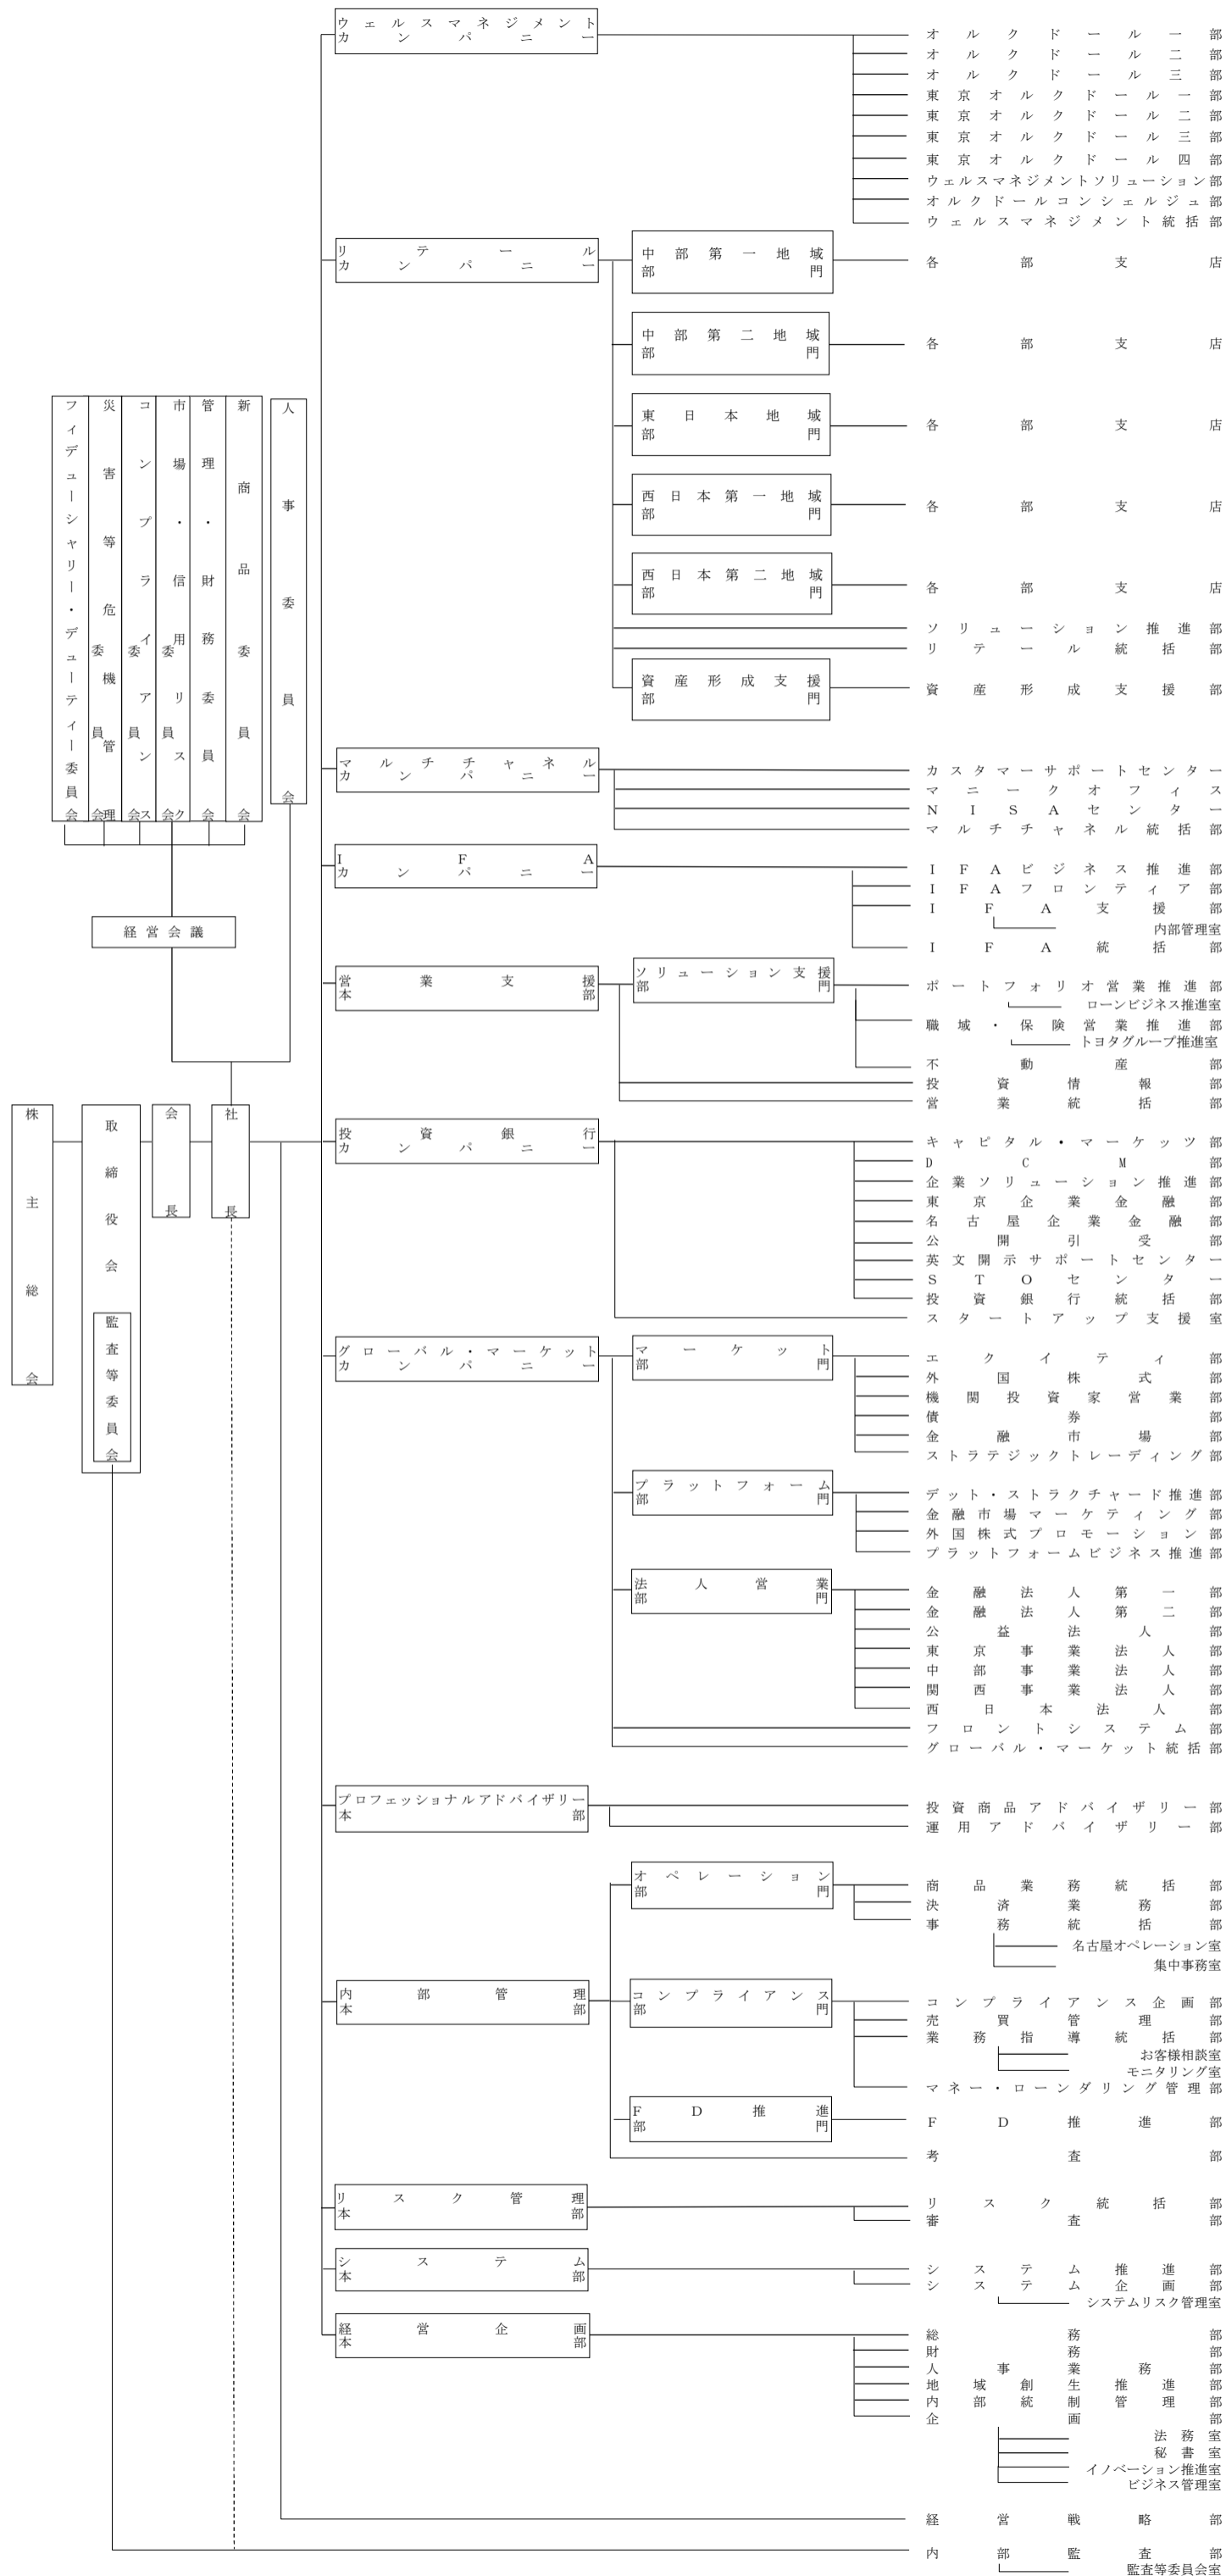 ウェルスマネジメント
カンパニー
オルクドール一部
オルクドール二部
オルクドール三部
東京オルクドール一部
東京オルクドール二部
東京オルクドール三部
東京オルクドール四部
ウェルスマネジメントソリューション部
オルクドールコンシェルジュ部
ウェルスマネジメント統括部
リテール
カンパニー
中部第一地域
部門
各部支店
中部第二地域
部門
各部支店
東日本地域
部門
各部支店
西日本第一地域
部門
各部支店
西日本第二地域
部門
各部支店
ソリューション推進部
リテール統括部
資産形成支援
部門
資産形成支援部
フィデューシャリー・デューティー委員会
災害等危機管理
委員会
コンプライアンス
委員会
市場・信用リスク
委員会
管理・財務委員会
新商品委員会
人事委員会
マルチチャネル
カンパニー
カスタマーサポートセンター
マニークオフィス
NISAセンター
マルチチャネル統括部
IFA
カンパニー
IFAビジネス推進部
IFAフロンティア部
IFA支援部
内部管理室
IFA統括部
経営会議
営業支援
本部
ソリューション支援
部門
ポートフォリオ営業推進部
ローンビジネス推進室
職域・保険営業推進部
トヨタグループ推進室
不動産部
投資情報部
営業統括部
株主総会
取締役会
監査等委員会
会長
社長
投資銀行
カンパニー
キャピタル・マーケッツ部
DCM部
企業ソリューション推進部
東京企業金融部
名古屋企業金融部
公開引受部
英文開示サポートセンター
STOセンター
投資銀行統括部
スタートアップ支援室
グローバル・マーケット
カンパニー
マーケット
部門
エクイティ部
外国株式部
機関投資家営業部
債券部
金融市場部
ストラテジックトレーディング部
プラットフォーム
部門
デット・ストラクチャード推進部
金融市場マーケティング部
外国株式プロモーション部
プラットフォームビジネス推進部
法人営業
部門
金融法人第一部
金融法人第二部
公益法人部
東京事業法人部
中部事業法人部
関西事業法人部
西日本法人部
フロントシステム部
グローバル・マーケット統括部
プロフェッショナルアドバイザリー
本部
投資商品アドバイザリー部
運用アドバイザリー部
内部管理
本部
オペレーション
部門
商品業務統括部
決済業務部
事務統括部
名古屋オペレーション室
集中事務室
コンプライアンス
部門
コンプライアンス企画部
売買管理部
業務指導統括部
お客様相談室
モニタリング室
マネー・ローンダリング管理部
FD推進
部門
FD推進部
考査部
リスク管理
本部
リスク統括部
審査部
システム
本部
システム推進部
システム企画部
システムリスク管理室
経営企画
本部
総務部
財務部
人事業務部
地域創生推進部
内部統制管理部
企画部
法務室
秘書室
イノベーション推進室
ビジネス管理室
経営戦略部
内部監査部
監査等委員会室